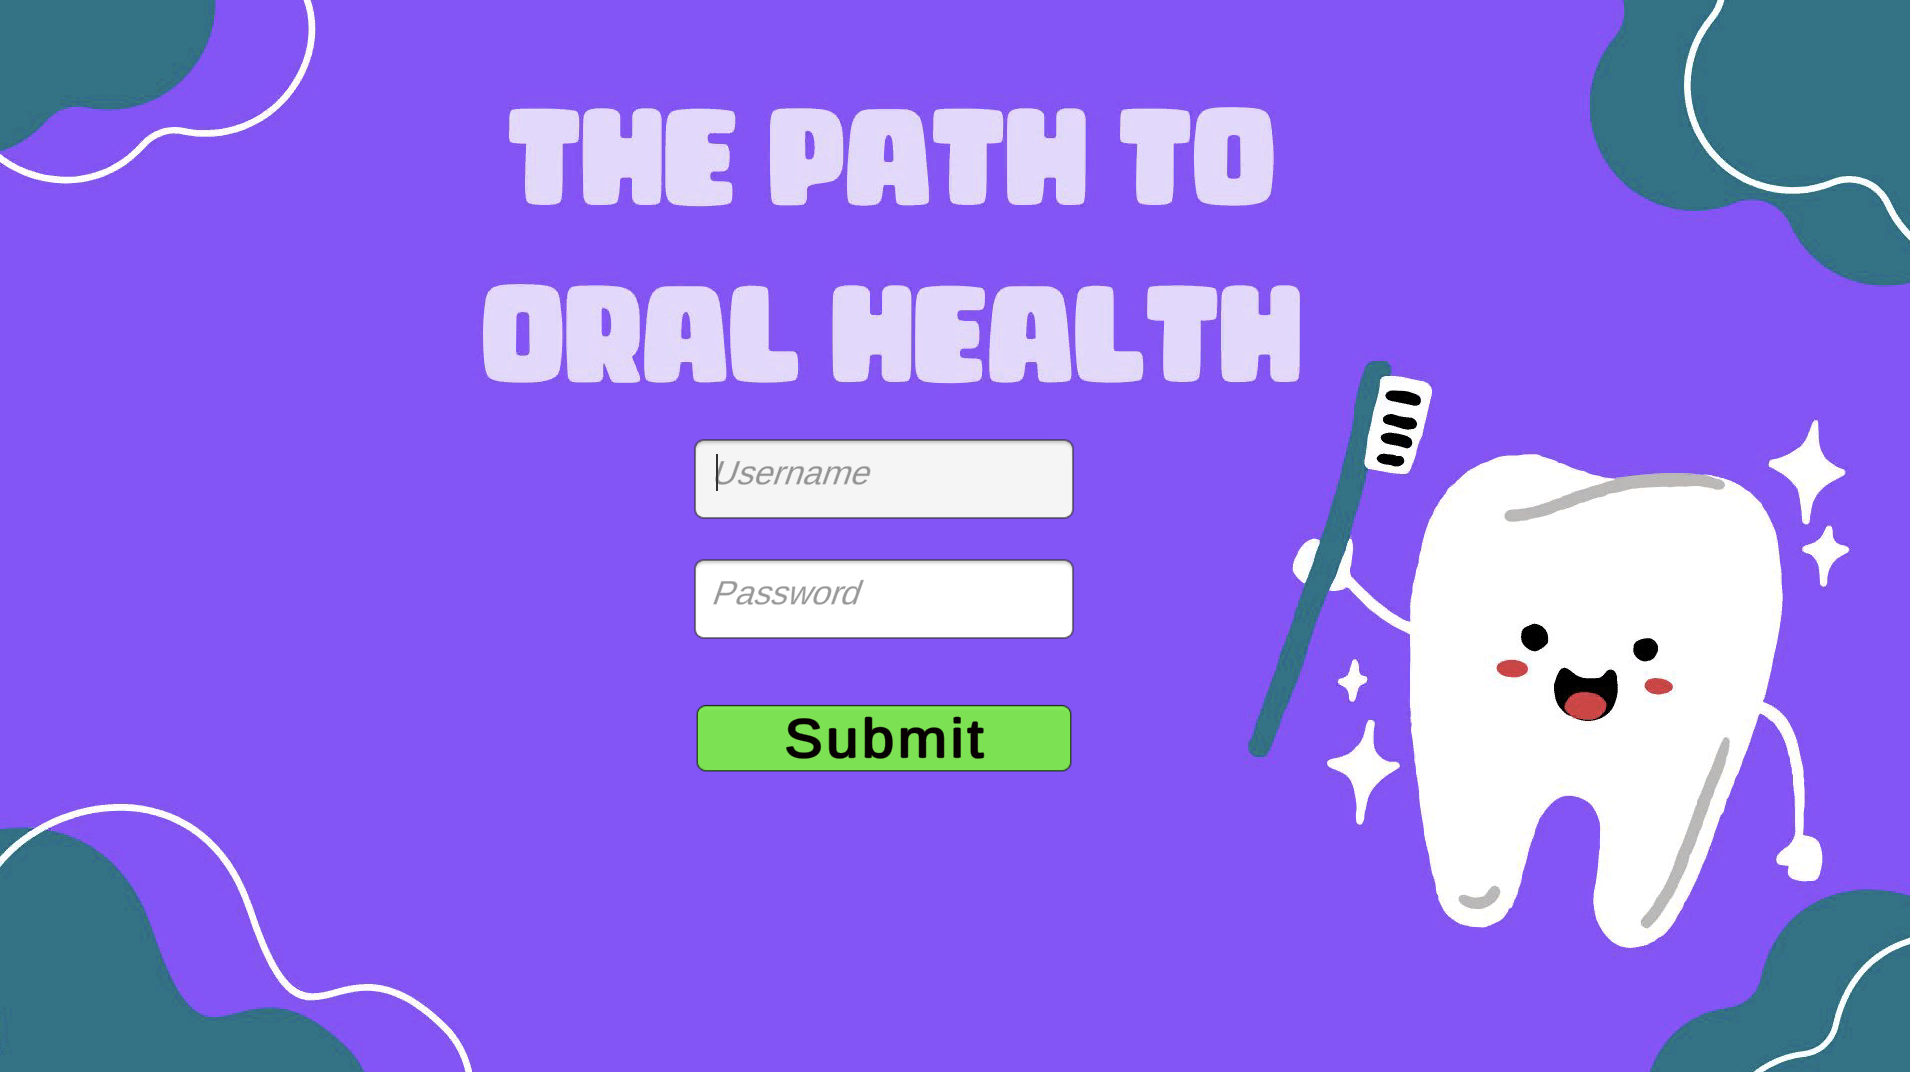 THE PATH TO
ORAL HEALTH
Username
Password
Submit